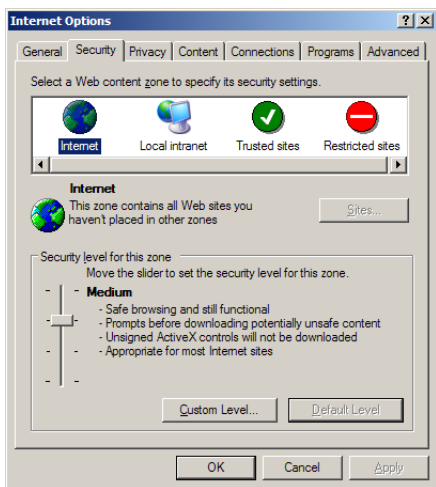 Internet Options
General Security Privacy Content Connections Programs Advanced
Select a Web content zone to specify its security settings.
Internet Local intranet Trusted sites Restricted sites
Internet
This zone contains all Web sites you
haven't placed in other zones
Sites...
Security level for this zone
Move the slider to set the security level for this zone.
Medium
- Safe browsing and still functional
- Prompts before downloading potentially unsafe content
- Unsigned ActiveX controls will not be downloaded
- Appropriate for most Internet sites
Custom Level... Default Level
OK Cancel Apply